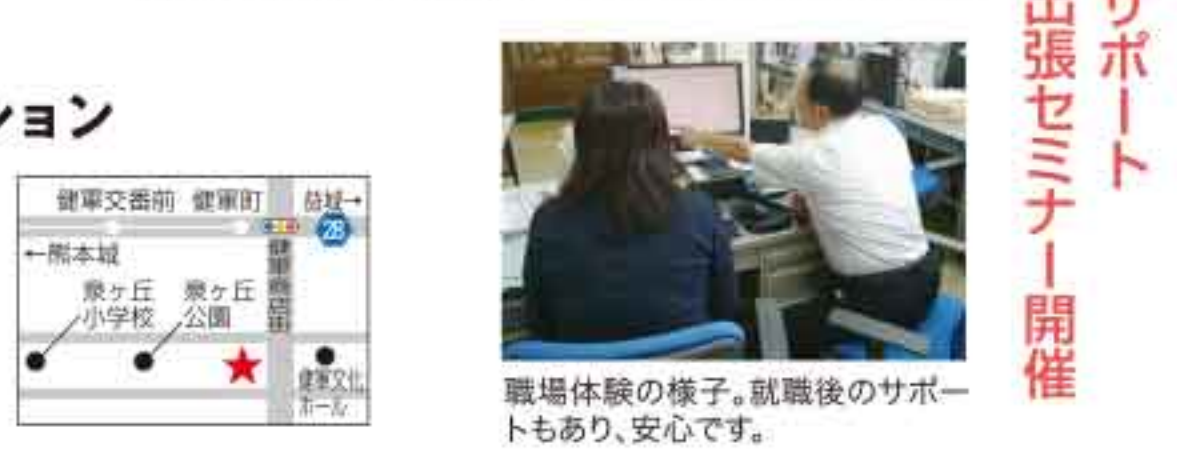 サポート
出張セミナー開催
ション
健軍交番前 健軍町 益城→
28
←熊本城
健軍商店街
泉ヶ丘
小学校
泉ヶ丘
公園
健軍文化
ホール
職場体験の様子。就職後のサポー
トもあり、安心です。